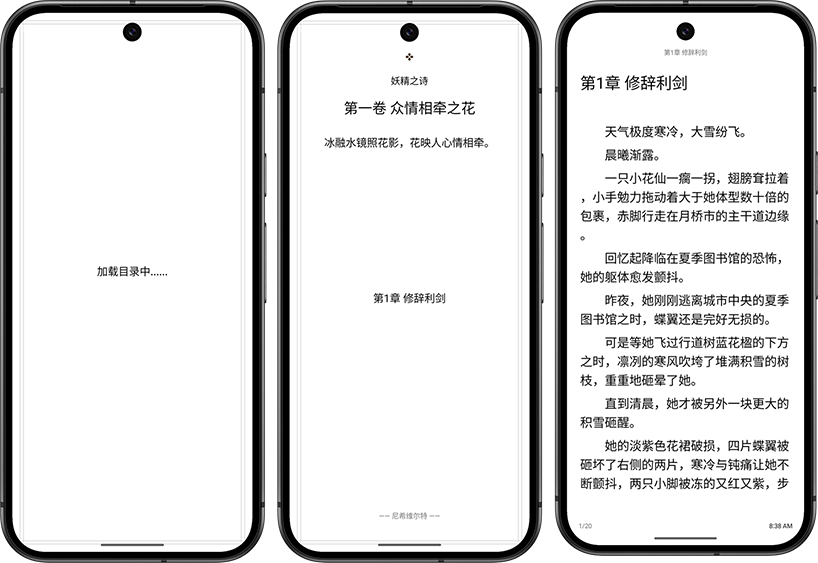 加载目录中......
妖精之诗
第一卷 众情相牵之花
冰融水镜照花影，花映人心情相牵。
第1章 修辞利剑
—— 尼希维尔特 ——
第1章 修辞利剑
第1章 修辞利剑
天气极度寒冷，大雪纷飞。
晨曦渐露。
一只小花仙一瘸一拐，翅膀耷拉着
，小手勉力拖动着大于她体型数十倍的
包裹，赤脚行走在月桥市的主干道边缘
。
回忆起降临在夏季图书馆的恐怖，
她的躯体愈发颤抖。
昨夜，她刚刚逃离城市中央的夏季
图书馆之时，蝶翼还是完好无损的。
可是等她飞过行道树蓝花楹的下方
之时，凛冽的寒风吹垮了堆满积雪的树
枝，重重地砸晕了她。
直到清晨，她才被另外一块更大的
积雪砸醒。
她的淡紫色花裙破损，四片蝶翼被
砸坏了右侧的两片，寒冷与钝痛让她不
断颤抖，两只小脚被冻的又红又紫，步
1/20
8:38 AM